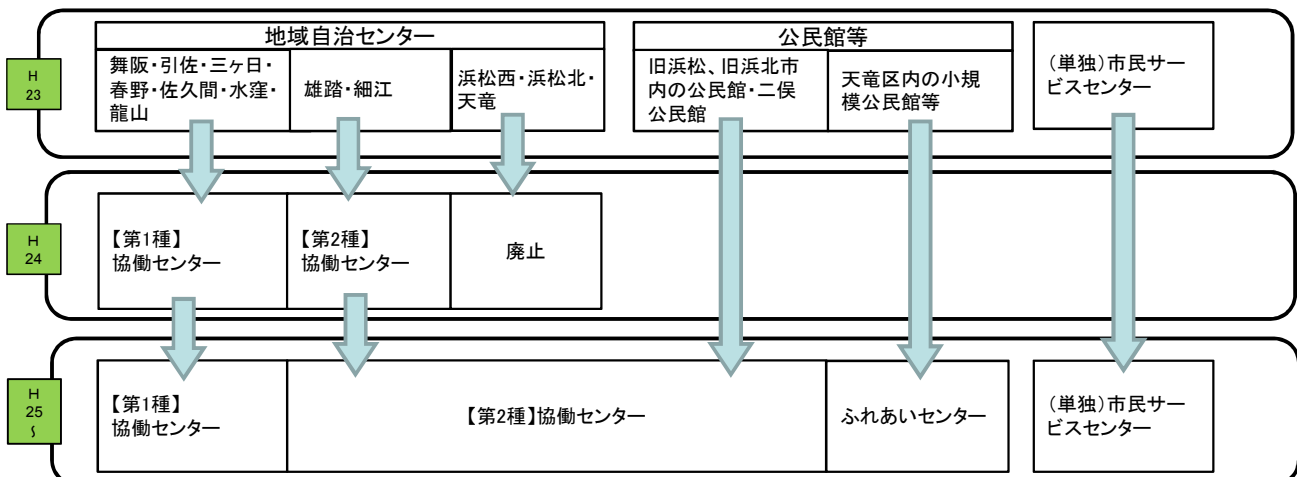 H
23
地域自治センター
舞阪・引佐・三ヶ日・
春野・佐久間・水窪・
龍山
雄踏・細江
浜松西・浜松北・
天竜
公民館等
旧浜松、旧浜北市
内の公民館・二俣
公民館
天竜区内の小規
模公民館等
(単独)市民サー
ビスセンター
H
24
【第1種】
協働センター
【第2種】
協働センター
廃止
H
25
~
【第1種】
協働センター
【第2種】協働センター
ふれあいセンター
(単独)市民サー
ビスセンター